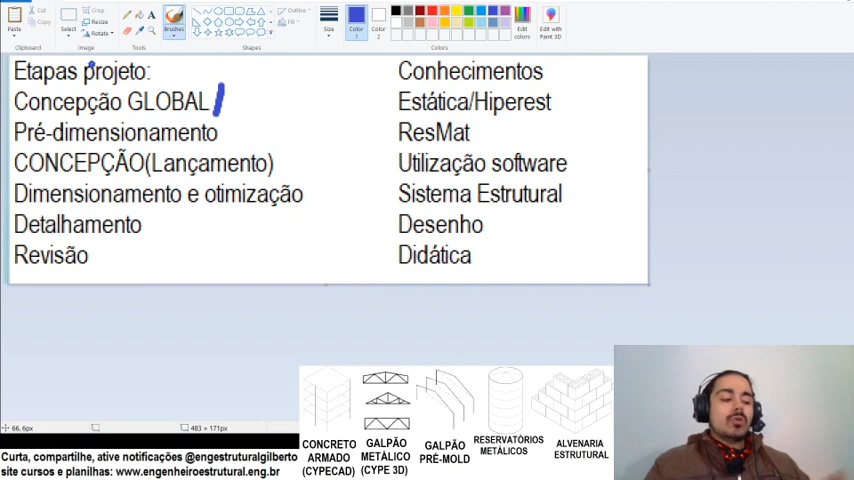 Paste
Cut
Copy
Clipboard
Select
Crop
Resize
Rotate
Image
Tools
Brushes
Shapes
Outline
Fill
Size
Color
1
Color
2
Colors
Edit
colors
Edit with
Paint 3D
Etapas projeto:
Concepção GLOBAL
Pré-dimensionamento
CONCEPÇÃO(Lançamento)
Dimensionamento e otimização
Detalhamento
Revisão
Conhecimentos
Estática/Hiperest
ResMat
Utilização software
Sistema Estrutural
Desenho
Didática
66, 6px
483 × 171px
Curta, compartilhe, ative notificações @engestruturalgilberto
site cursos e planilhas: www.engenheiroestrutural.eng.br
CONCRETO
ARMADO
(CYPECAD)
GALPÃO
METÁLICO
(CYPE 3D)
GALPÃO
PRÉ-MOLD
RESERVATÓRIOS
METÁLICOS
ALVENARIA
ESTRUTURAL